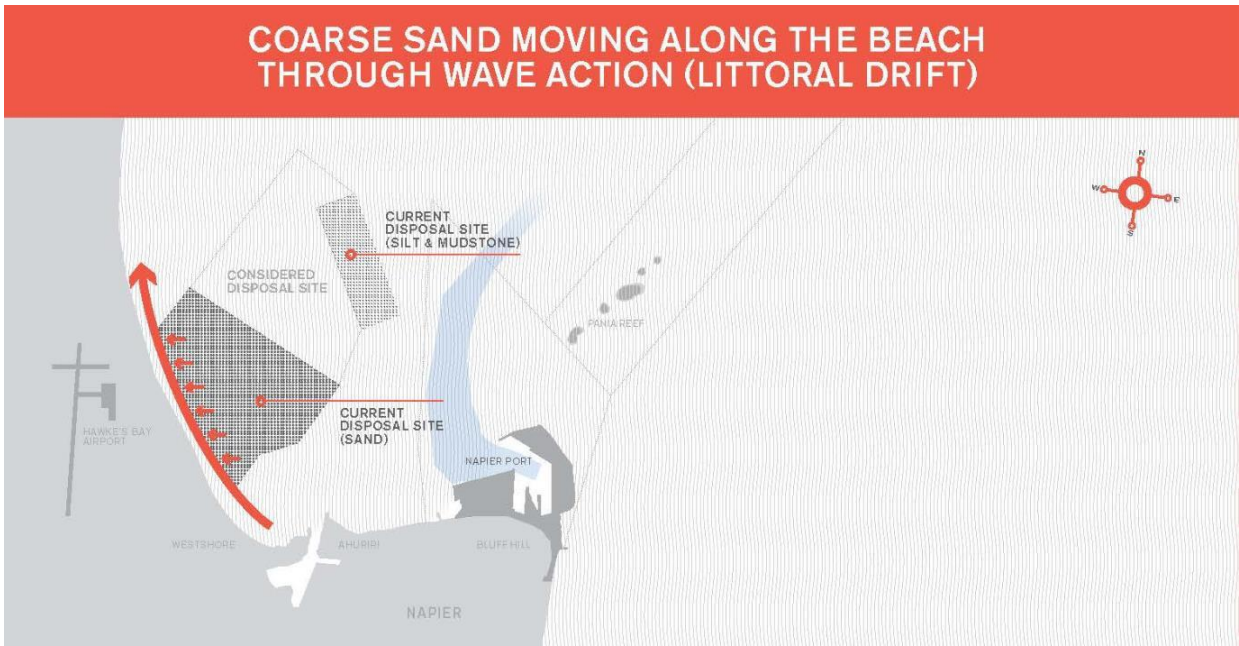 COARSE SAND MOVING ALONG THE BEACH
THROUGH WAVE ACTION (LITTORAL DRIFT)
N
W
E
S
CURRENT
DISPOSAL SITE
(SILT & MUDSTONE)
CONSIDERED
DISPOSAL SITE
PANIA REEF
CURRENT
DISPOSAL SITE
(SAND)
HAWKE'S BAY
AIRPORT
NAPIER PORT
WESTSHORE
AHURIRI
BLUFF HILL
NAPIER